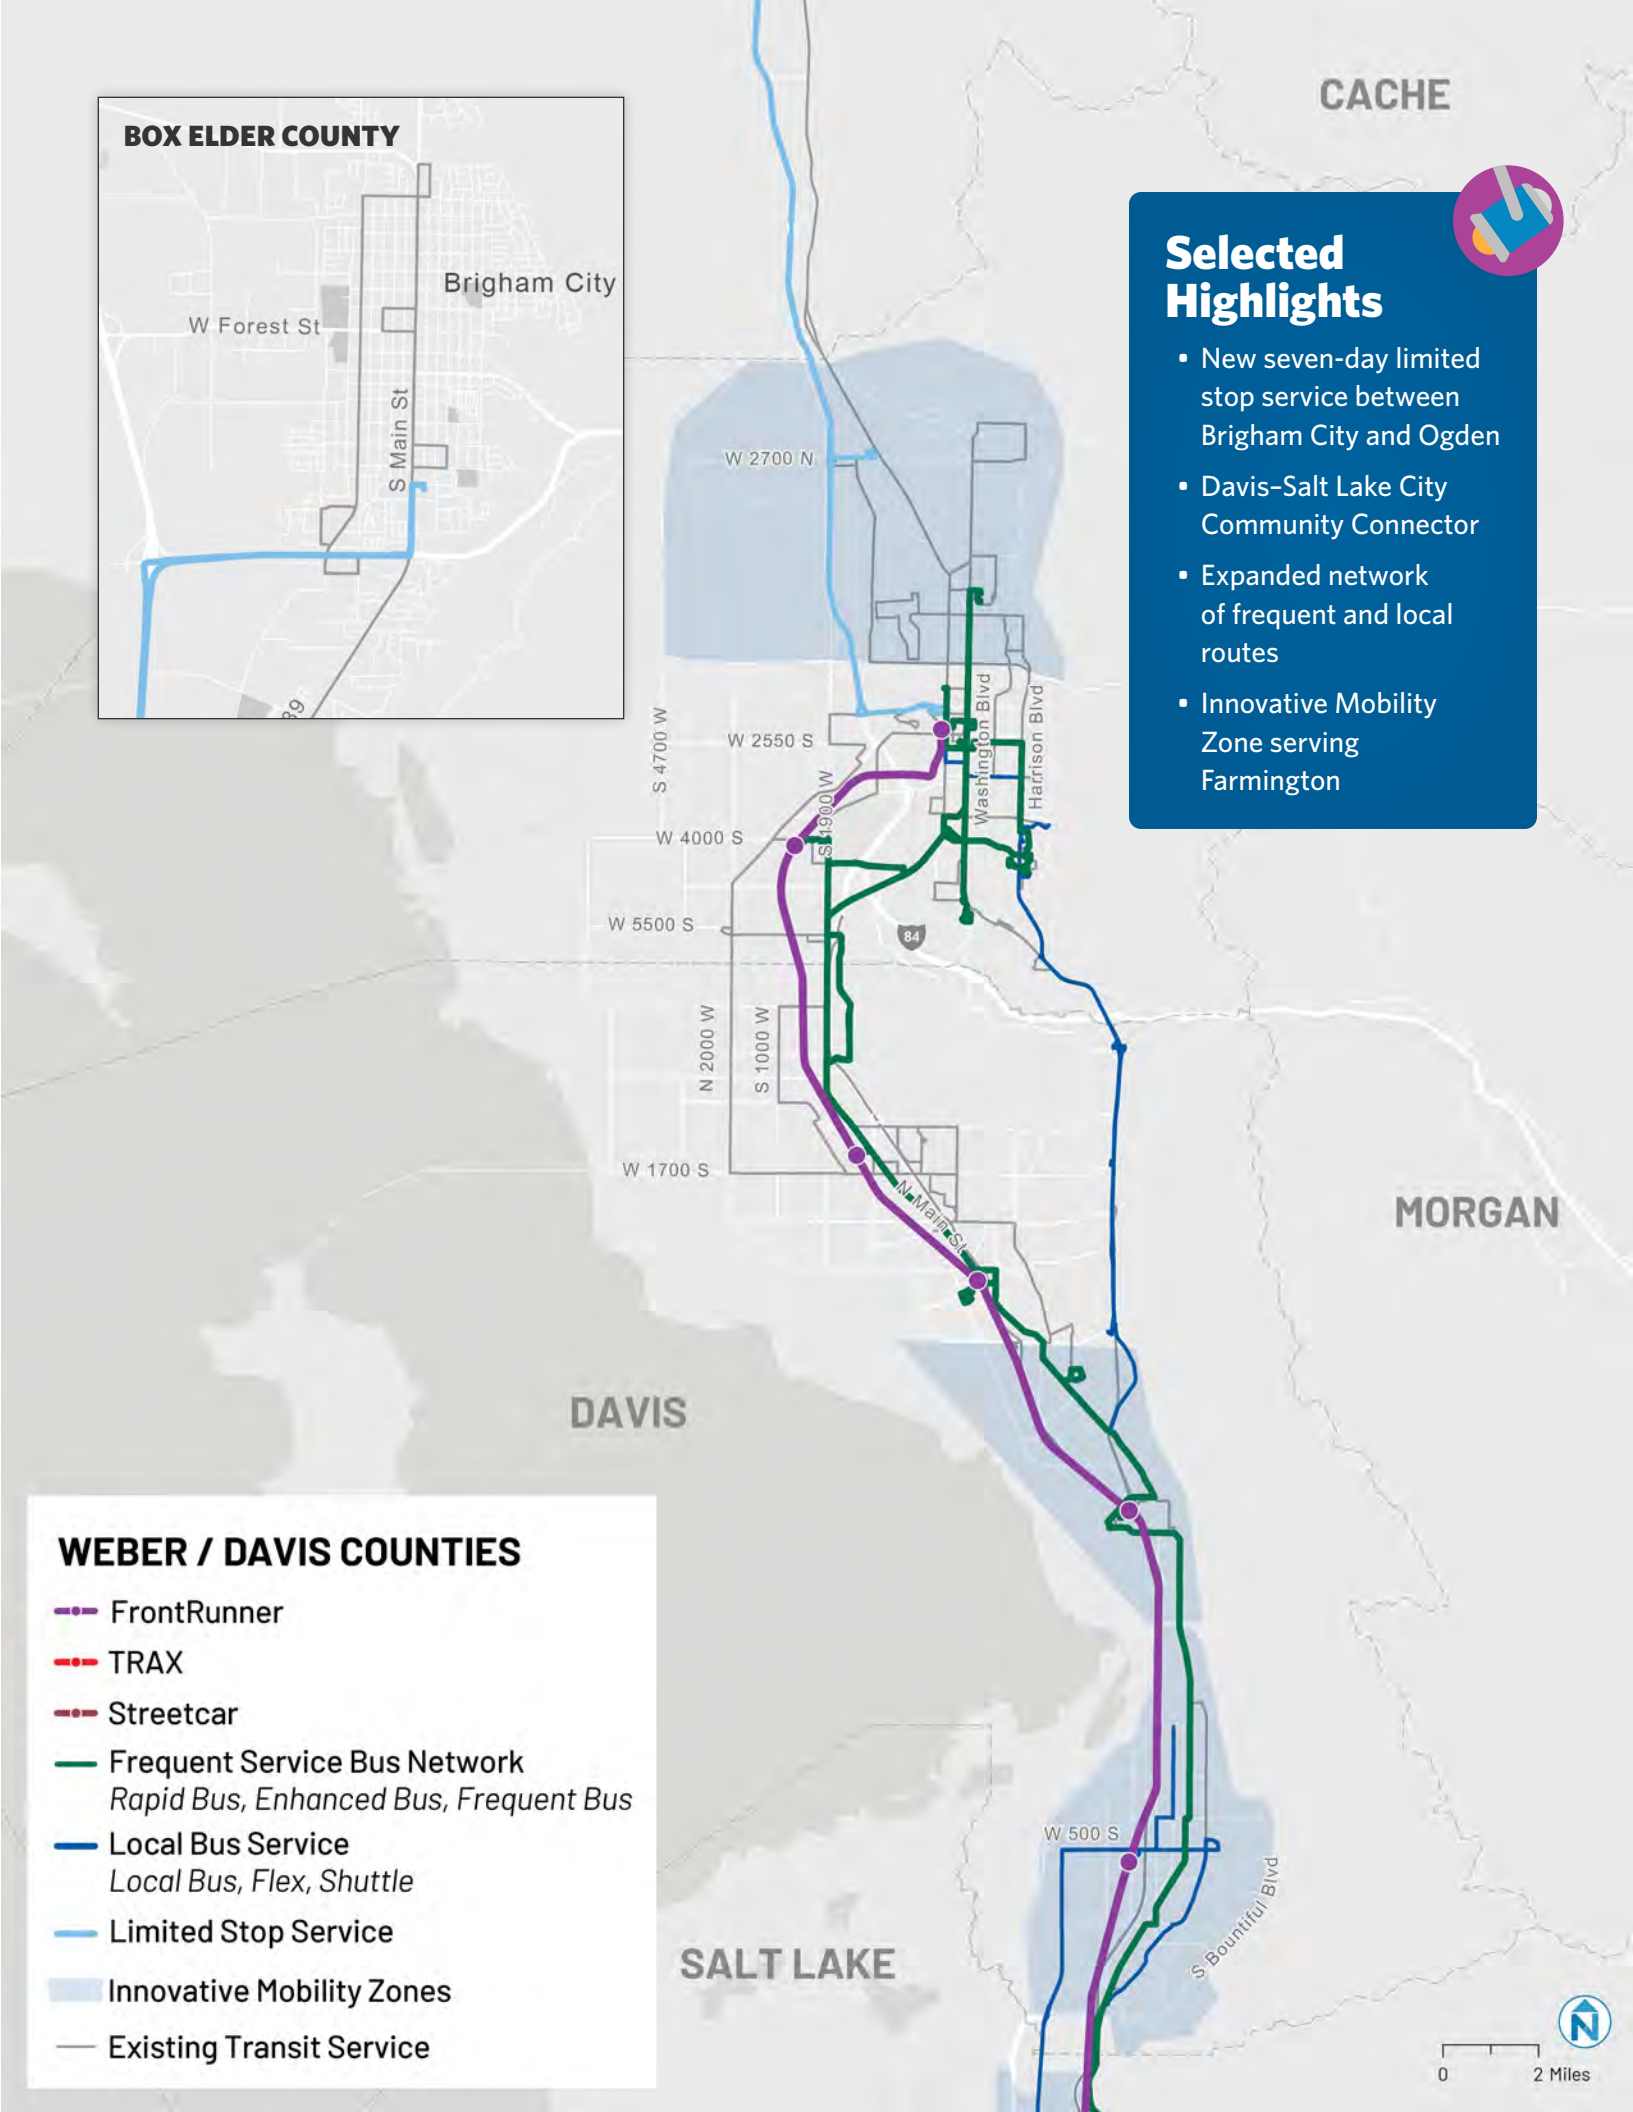 CACHE
BOX ELDER COUNTY
Brigham City
W Forest St
S Main St
89
Selected
Highlights
• New seven-day limited
stop service between
Brigham City and Ogden
• Davis–Salt Lake City
Community Connector
• Expanded network
of frequent and local
routes
• Innovative Mobility
Zone serving
Farmington
W 2700 N
S 4700 W
W 2550 S
Washington Blvd
Harrison Blvd
S 1900 W
W 4000 S
W 5500 S
84
N 2000 W
S 1000 W
W 1700 S
N Main St
MORGAN
DAVIS
WEBER / DAVIS COUNTIES
FrontRunner
TRAX
Streetcar
Frequent Service Bus Network
Rapid Bus, Enhanced Bus, Frequent Bus
Local Bus Service
Local Bus, Flex, Shuttle
Limited Stop Service
Innovative Mobility Zones
Existing Transit Service
W 500 S
S Bountiful Blvd
SALT LAKE
N
0 2 Miles